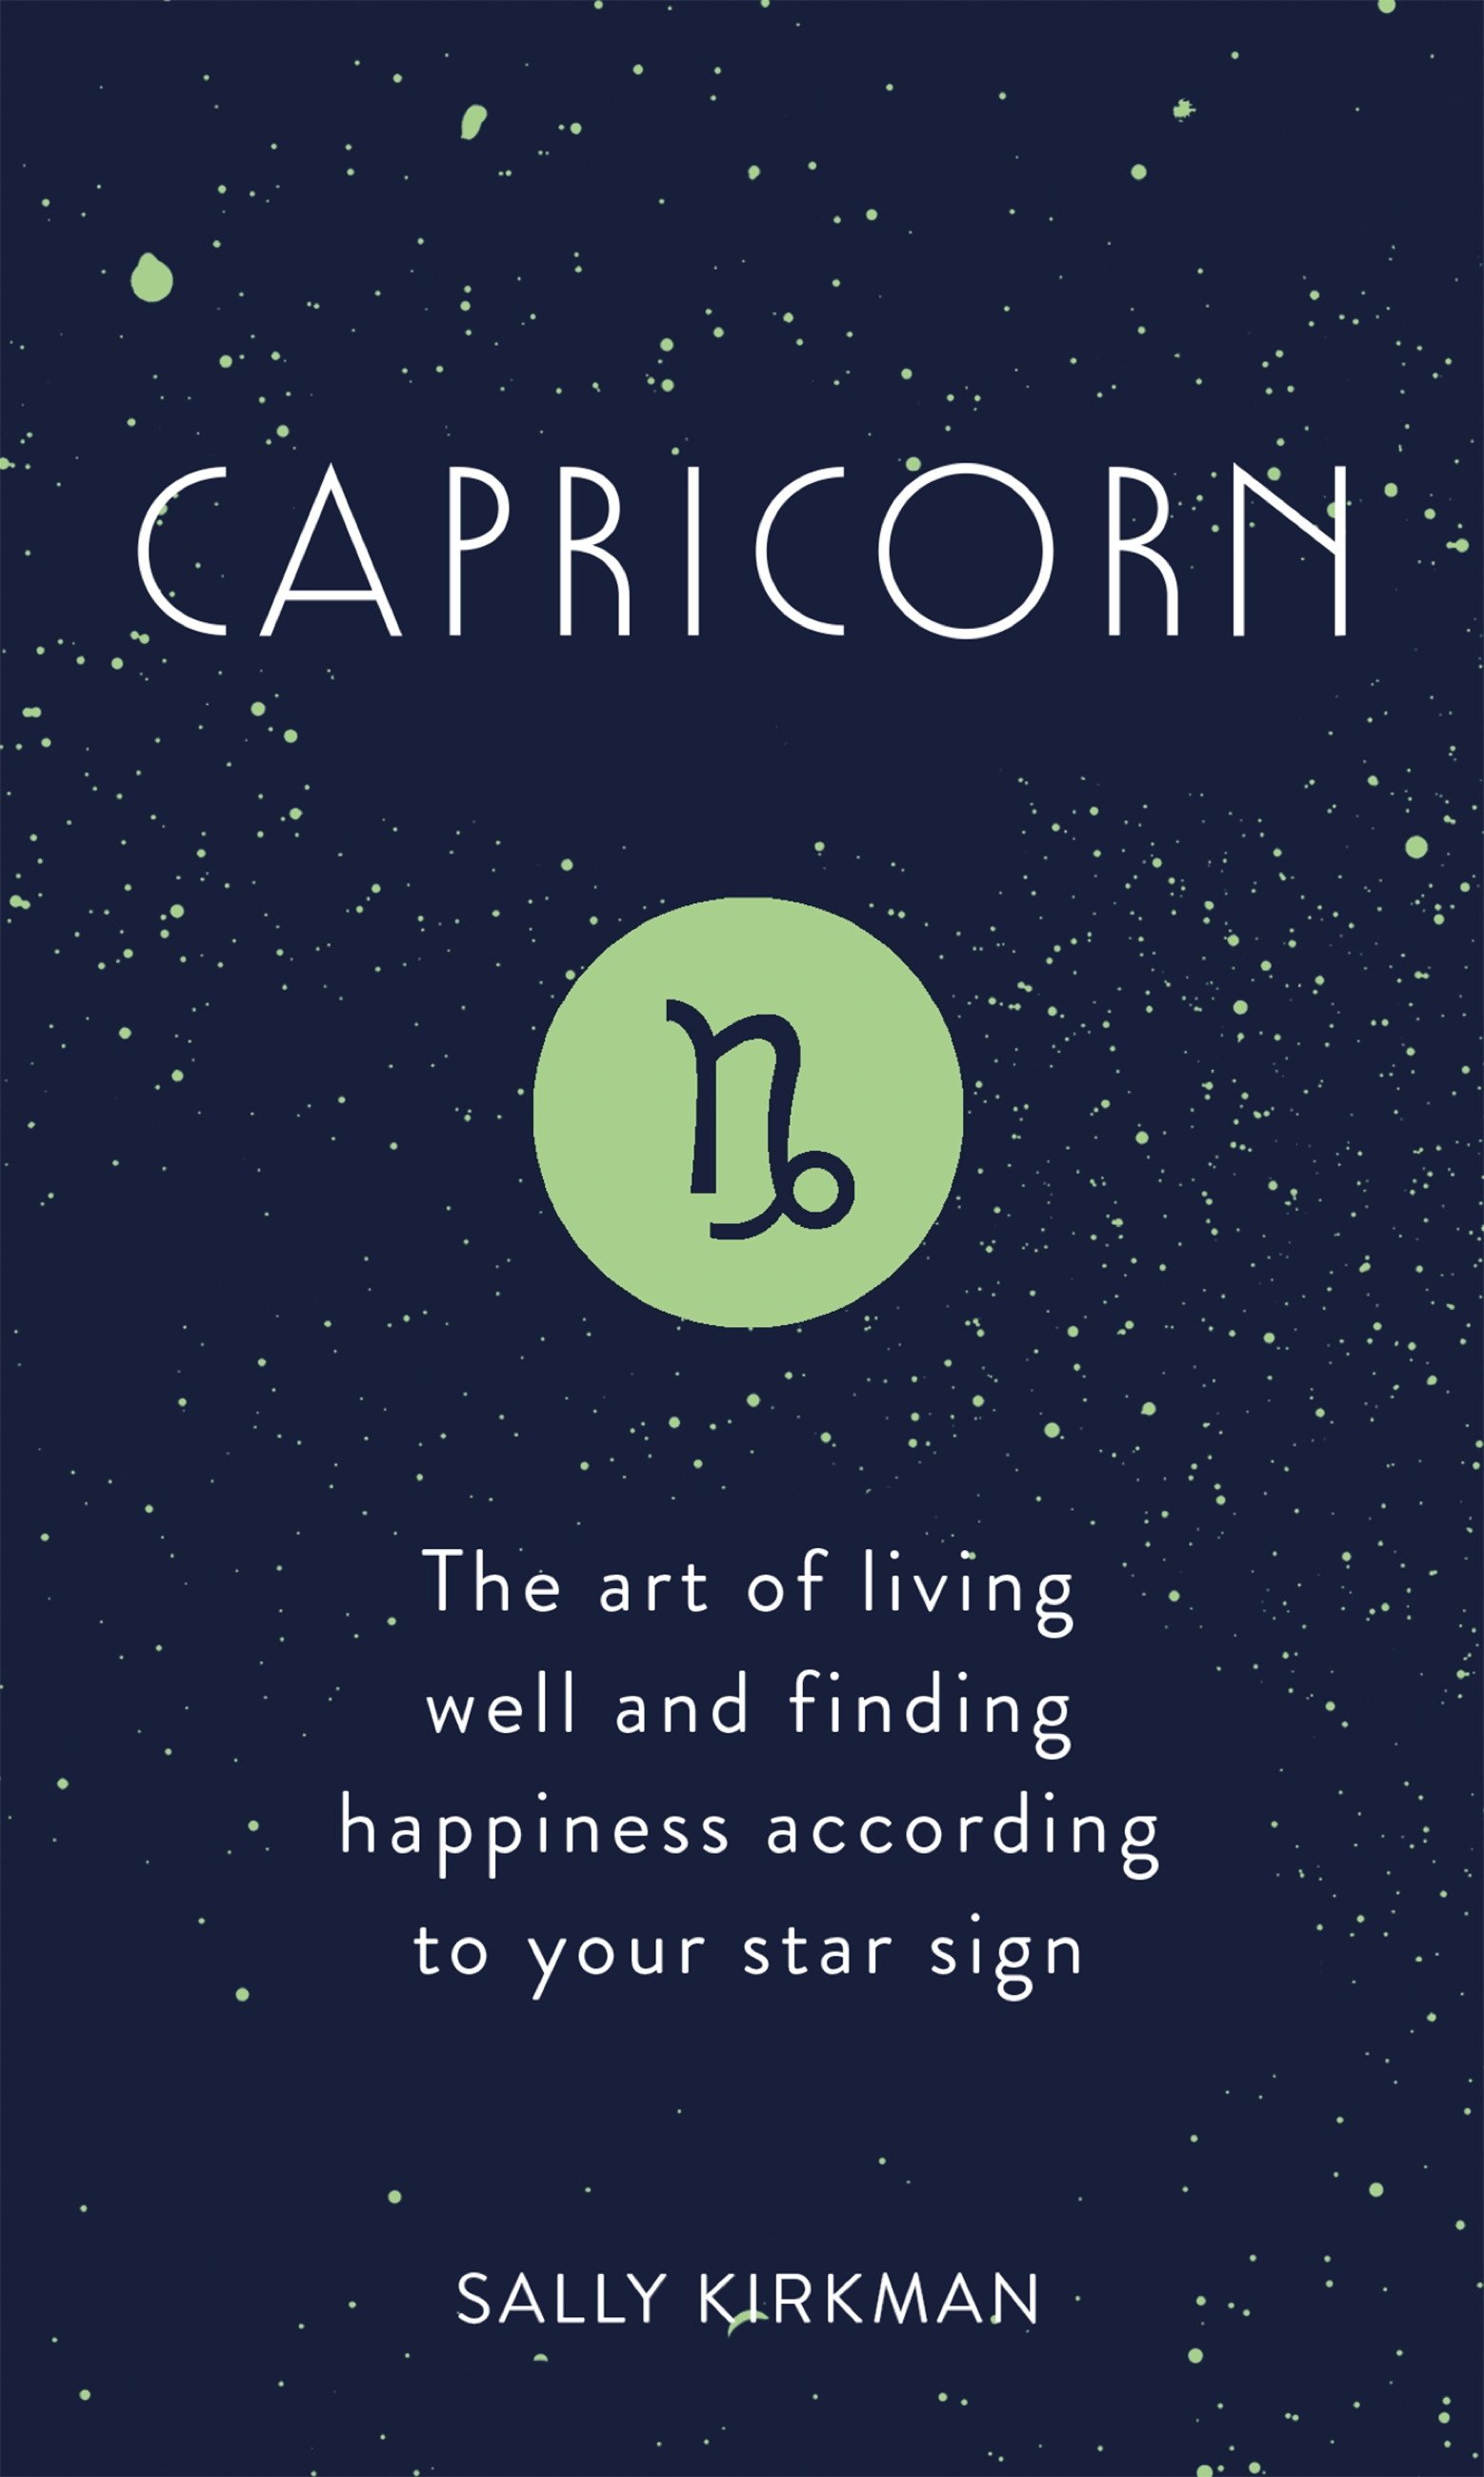 CAPRICORN
The art of living
well and finding
happiness according
to your star sign
SALLY KIRKMAN